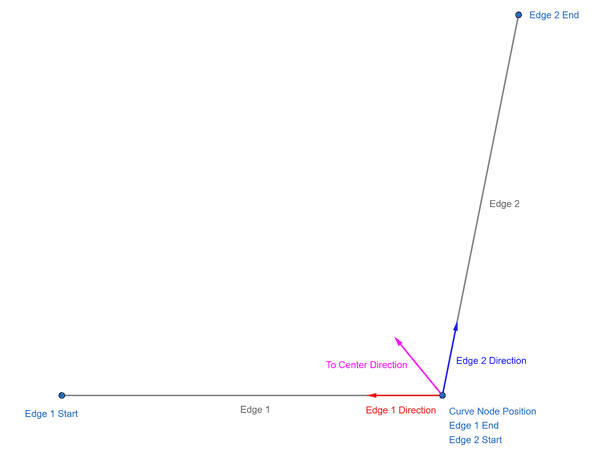 Edge 2 End
Edge 2
Edge 2 Direction
To Center Direction
Edge 1
Edge 1 Direction
Edge 1 Start
Curve Node Position
Edge 1 End
Edge 2 Start